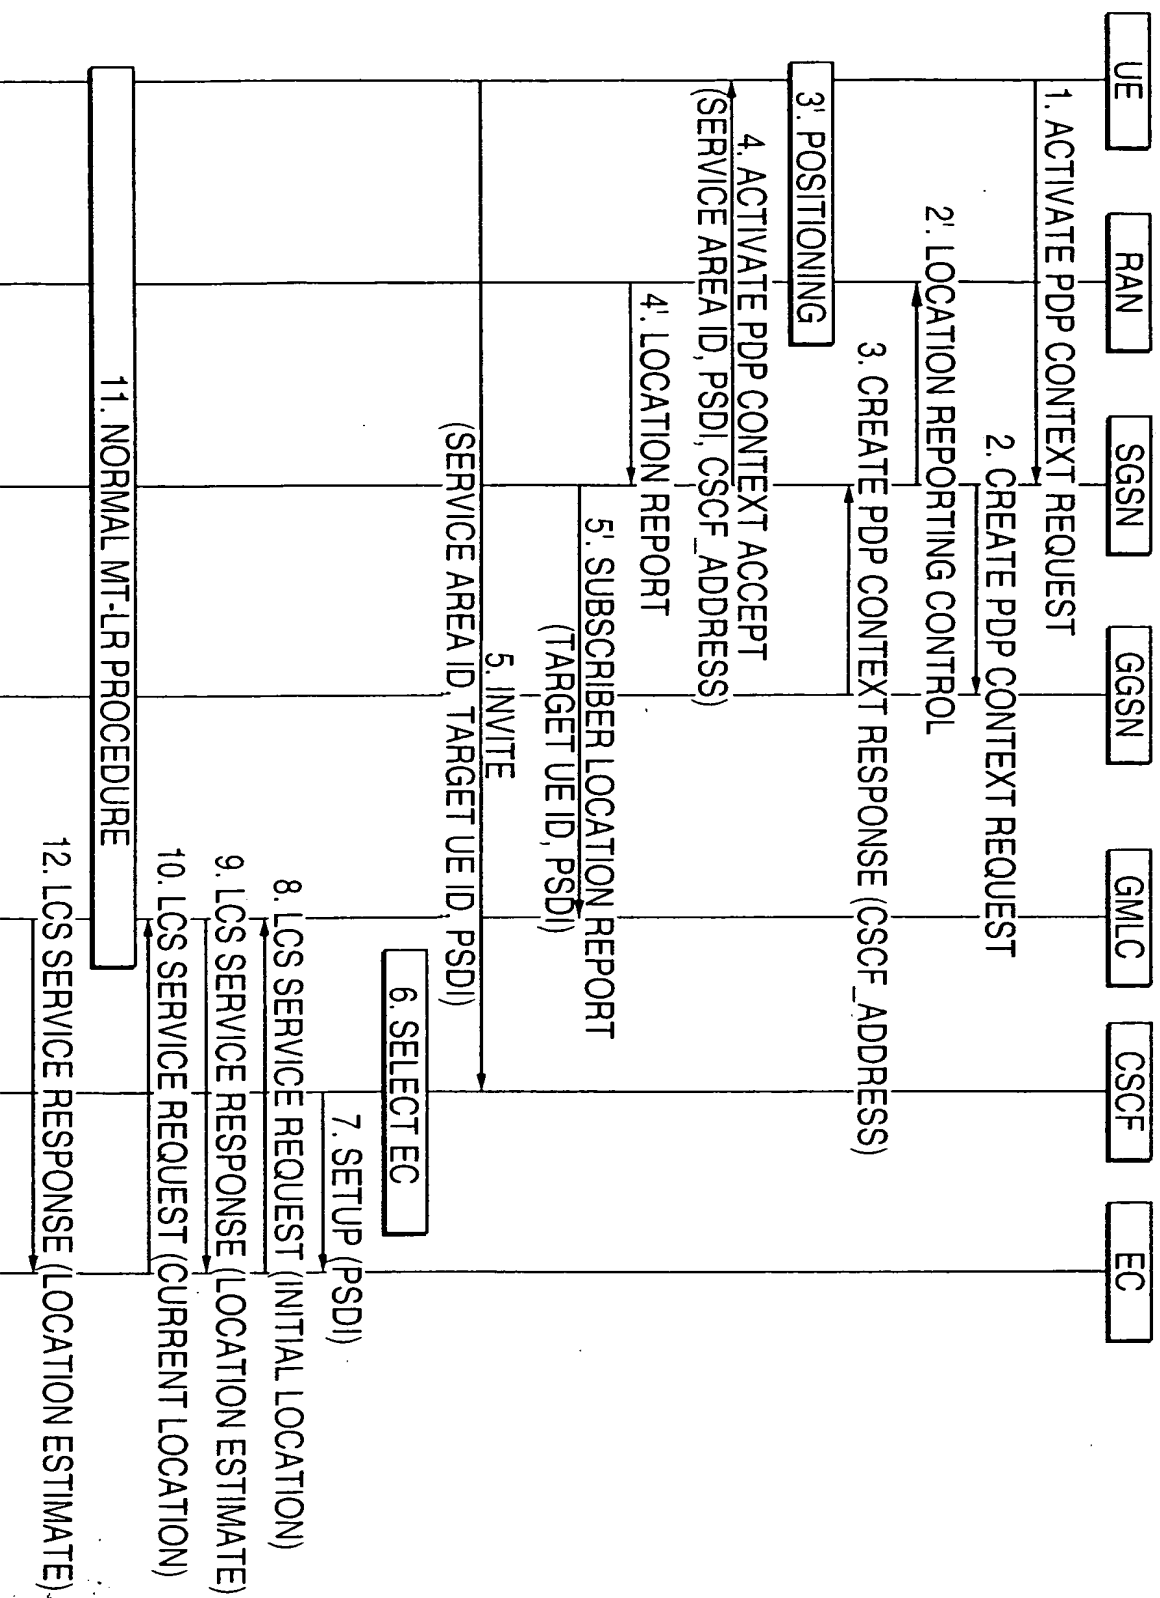 UE
RAN
SGSN
GGSN
GMLC
CSCF
EC
1. ACTIVATE PDP CONTEXT REQUEST
2. CREATE PDP CONTEXT REQUEST
2'. LOCATION REPORTING CONTROL
3. CREATE PDP CONTEXT RESPONSE (CSCF_ADDRESS)
3'. POSITIONING
4. ACTIVATE PDP CONTEXT ACCEPT
(SERVICE AREA ID, PSDI, CSCF_ADDRESS)
4'. LOCATION REPORT
5'. SUBSCRIBER LOCATION REPORT
(TARGET UE ID, PSDI)
5. INVITE
(SERVICE AREA ID, TARGET UE ID, PSDI)
6. SELECT EC
7. SETUP (PSDI)
8. LCS SERVICE REQUEST (INITIAL LOCATION)
9. LCS SERVICE RESPONSE (LOCATION ESTIMATE)
10. LCS SERVICE REQUEST (CURRENT LOCATION)
11. NORMAL MT-LR PROCEDURE
12. LCS SERVICE RESPONSE (LOCATION ESTIMATE)